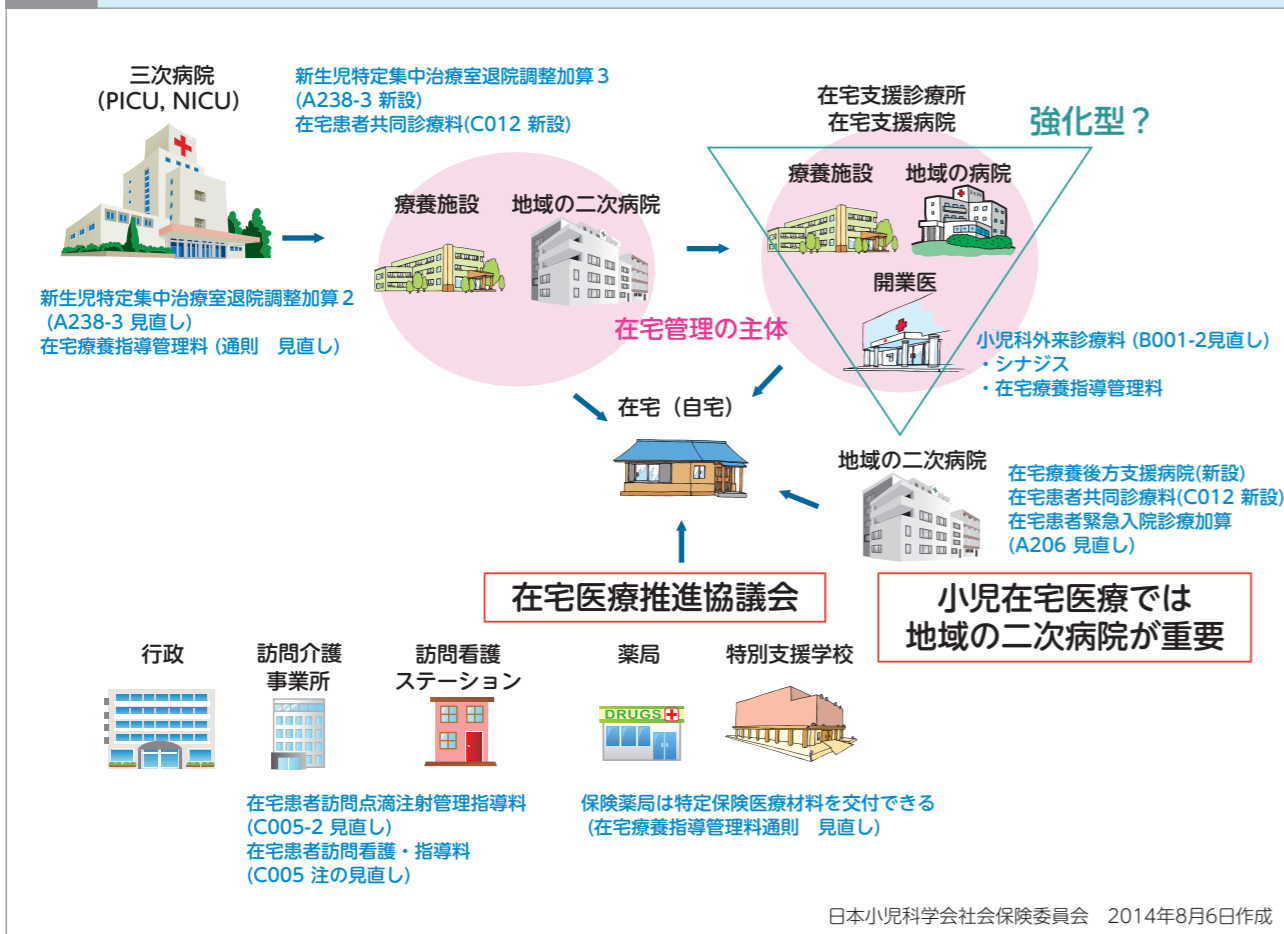 三次病院
(PICU, NICU)
新生児特定集中治療室退院調整加算3
(A238-3 新設)
在宅患者共同診療料(C012 新設)
在宅支援診療所
在宅支援病院
強化型？
療養施設
地域の二次病院
療養施設
地域の病院
開業医
新生児特定集中治療室退院調整加算2
(A238-3 見直し)
在宅療養指導管理料 (通則　見直し)
在宅管理の主体
小児科外来診療料 (B001-2見直し)
・シナジス
・在宅療養指導管理料
在宅（自宅）
地域の二次病院
在宅療養後方支援病院(新設)
在宅患者共同診療料(C012 新設)
在宅患者緊急入院診療加算
(A206 見直し)
在宅医療推進協議会
小児在宅医療では
地域の二次病院が重要
行政
訪問介護
事業所
訪問看護
ステーション
薬局
特別支援学校
DRUGS
在宅患者訪問点滴注射管理指導料
(C005-2 見直し)
在宅患者訪問看護・指導料
(C005 注の見直し)
保険薬局は特定保険医療材料を交付できる
(在宅療養指導管理料通則　見直し)
日本小児科学会社会保険委員会　2014年8月6日作成